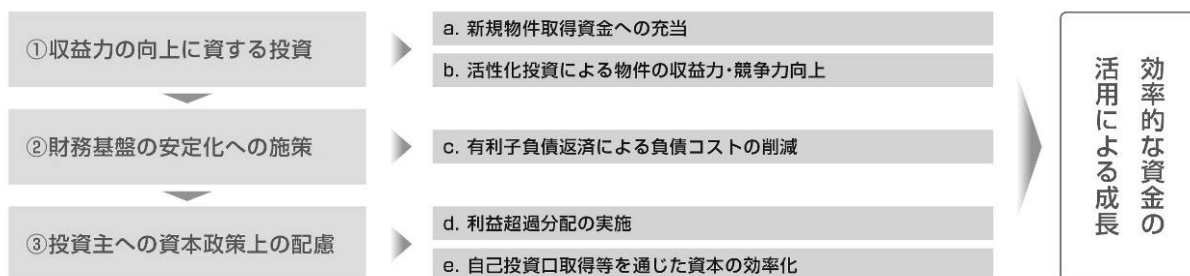 ①収益力の向上に資する投資
a. 新規物件取得資金への充当
b. 活性化投資による物件の収益力・競争力向上
②財務基盤の安定化への施策
c. 有利子負債返済による負債コストの削減
③投資主への資本政策上の配慮
d. 利益超過分配の実施
e. 自己投資口取得等を通じた資本の効率化
効率的な資金の
活用による成長